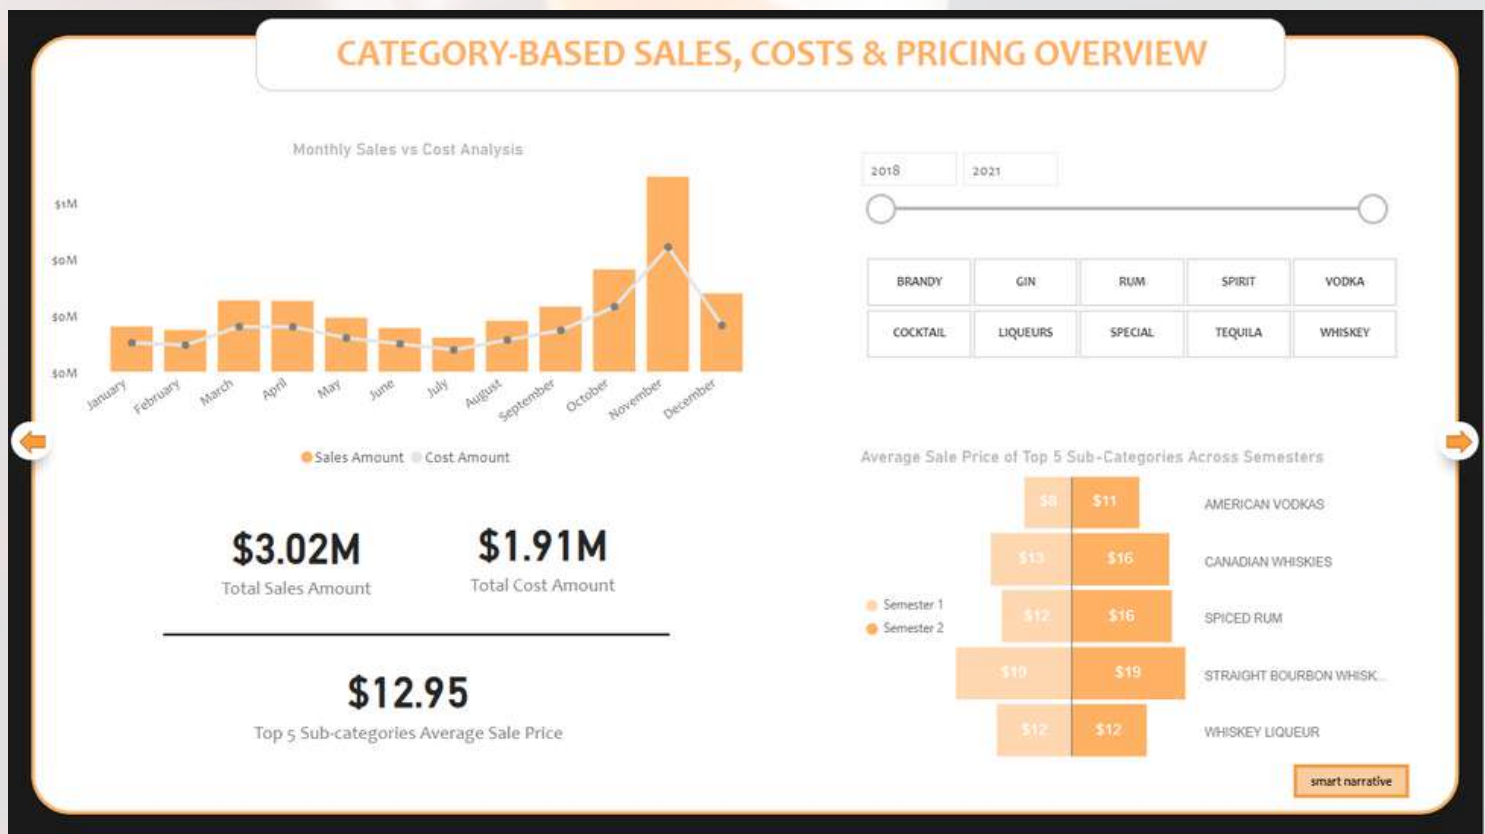 CATEGORY-BASED SALES, COSTS & PRICING OVERVIEW
Monthly Sales vs Cost Analysis
$1M
$0M
$0M
$0M
January
February
March
April
May
June
July
August
September
October
November
December
Sales Amount
Cost Amount
$3.02M
Total Sales Amount
$1.91M
Total Cost Amount
$12.95
Top 5 Sub-categories Average Sale Price
2018
2021
BRANDY
GIN
RUM
SPIRIT
VODKA
COCKTAIL
LIQUEURS
SPECIAL
TEQUILA
WHISKEY
Average Sale Price of Top 5 Sub-Categories Across Semesters
Semester 1
Semester 2
$8
$11
AMERICAN VODKAS
$13
$16
CANADIAN WHISKIES
$12
$16
SPICED RUM
$19
$19
STRAIGHT BOURBON WHISK...
$12
$12
WHISKEY LIQUEUR
smart narrative